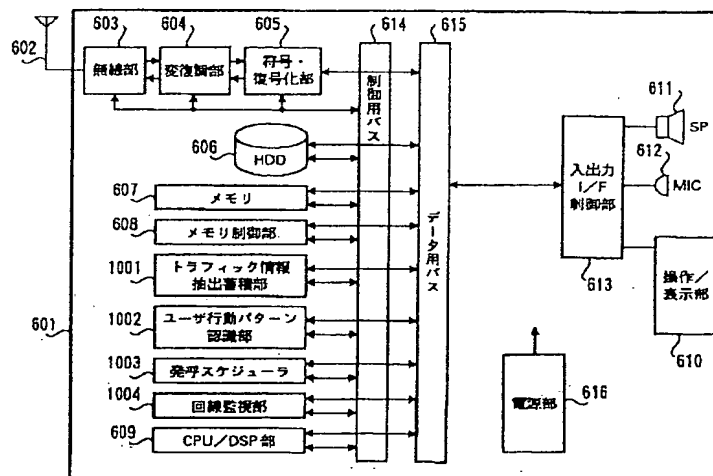 603
604
605
614
615
602
無線部
変復調部
符号・
復号化部
制御用バス
606
HDD
611
SP
612
MIC
入出力
I/F
制御部
613
607
メモリ
608
メモリ制御部
データ用バス
1001
トラフィック情報
抽出蓄積部
操作/
表示部
610
601
1002
ユーザ行動パターン
認識部
1003
発呼スケジューラ
1004
回線監視部
609
CPU/DSP部
電源部
616